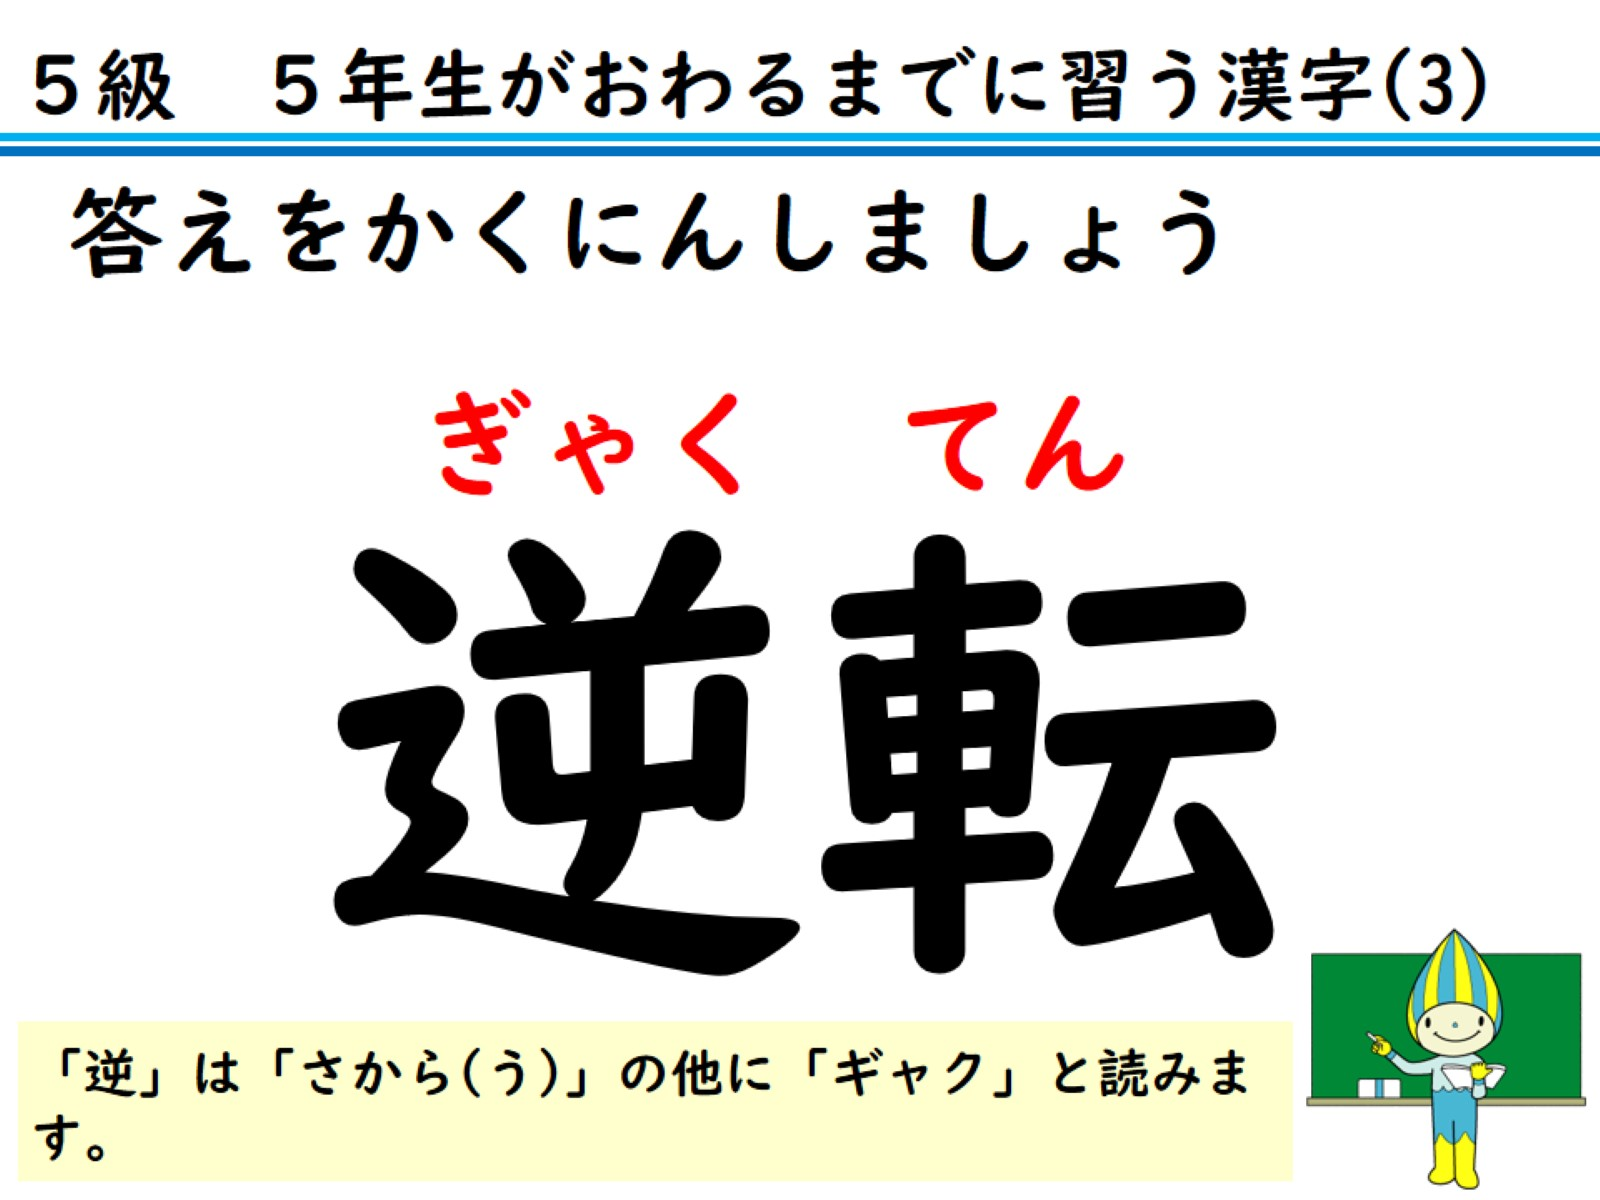 ５級　５年生がおわるまでに習う漢字(3)
答えをかくにんしましょう
ぎゃく　てん
逆転
「逆」は「さから(う)」の他に「ギャク」と読みま
す。